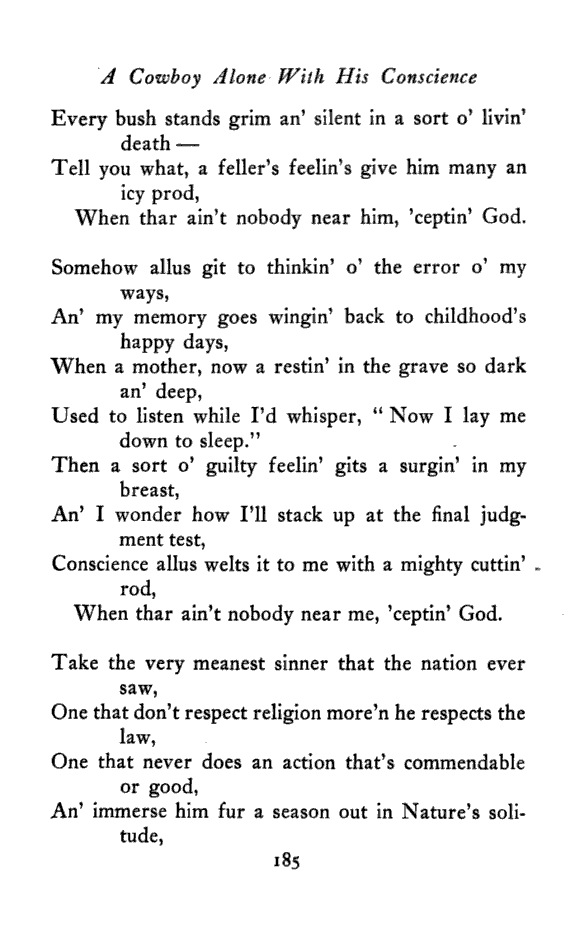 A Cowboy Alone With His Conscience
Every bush stands grim an' silent in a sort o' livin'
death —
Tell you what, a feller's feelin's give him many an
icy prod,
When thar ain't nobody near him, 'ceptin' God.
Somehow allus git to thinkin' o' the error o' my
ways,
An' my memory goes wingin' back to childhood's
happy days,
When a mother, now a restin' in the grave so dark
an' deep,
Used to listen while I'd whisper, " Now I lay me
down to sleep."
Then a sort o' guilty feelin' gits a surgin' in my
breast,
An' I wonder how I'll stack up at the final judg-
ment test,
Conscience allus welts it to me with a mighty cuttin'
rod,
When thar ain't nobody near me, 'ceptin' God.
Take the very meanest sinner that the nation ever
saw,
One that don't respect religion more'n he respects the
law,
One that never does an action that's commendable
or good,
An' immerse him fur a season out in Nature's soli-
tude,
185